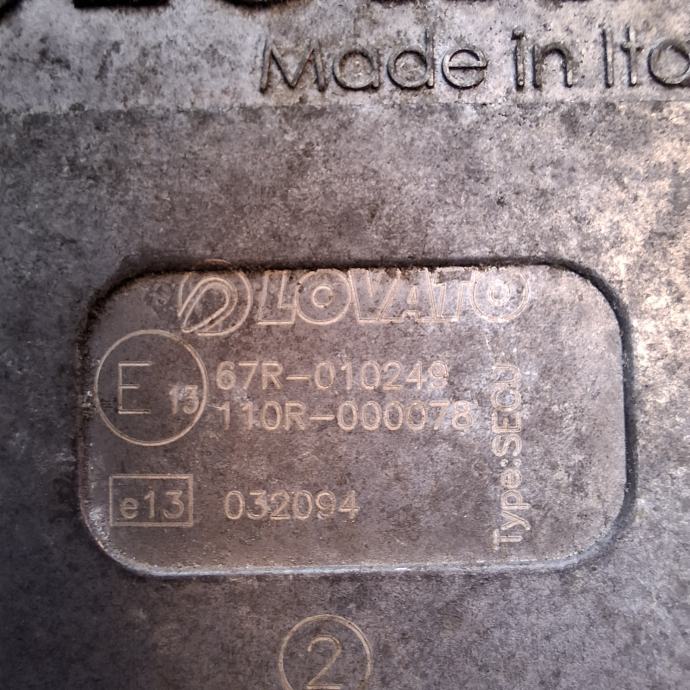 Made in Ita
LOVATO
E 13
67R-010249
110R-000078
Type:SECU
e13
032094
2